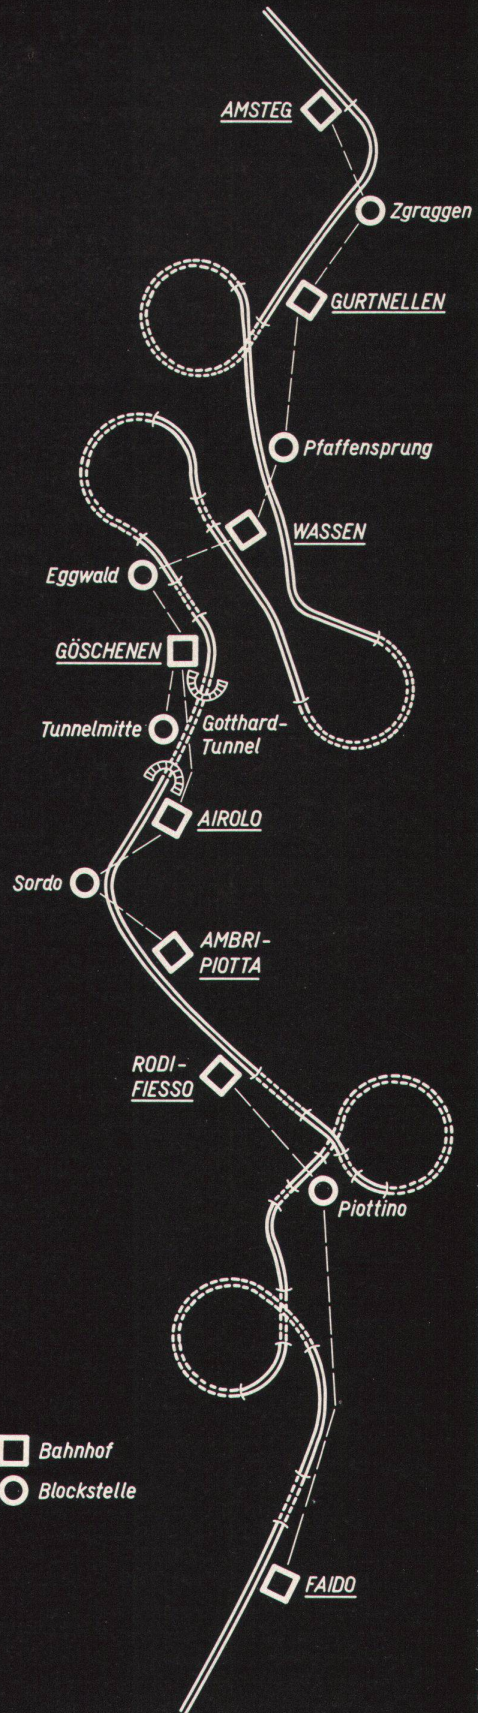 AMSTEG
Zgraggen
GURTNELLEN
Pfaffensprung
WASSEN
Eggwald
GÖSCHENEN
Tunnelmitte
Gotthard-
Tunnel
AIROLO
Sordo
AMBRI-
PIOTTA
RODI-
FIESSO
Piottino
FAIDO
Bahnhof
Blockstelle